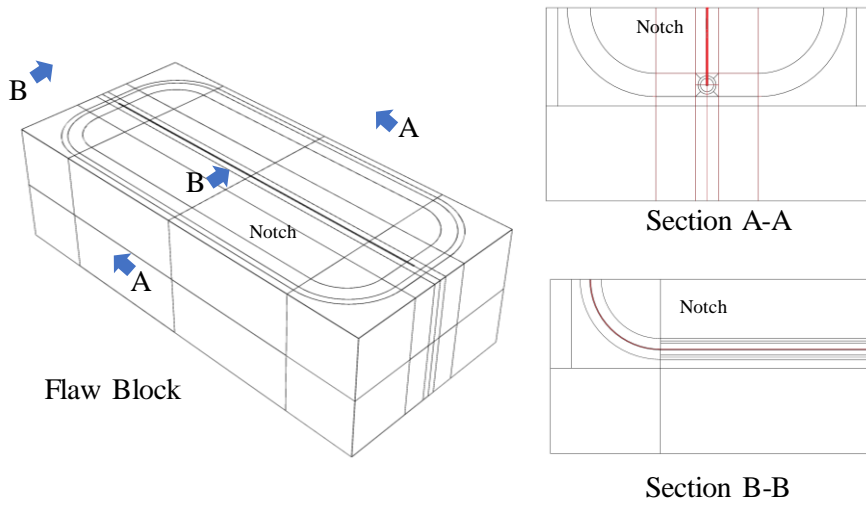 B
A
B
Notch
A
Flaw Block
Notch
Section A-A
Notch
Section B-B